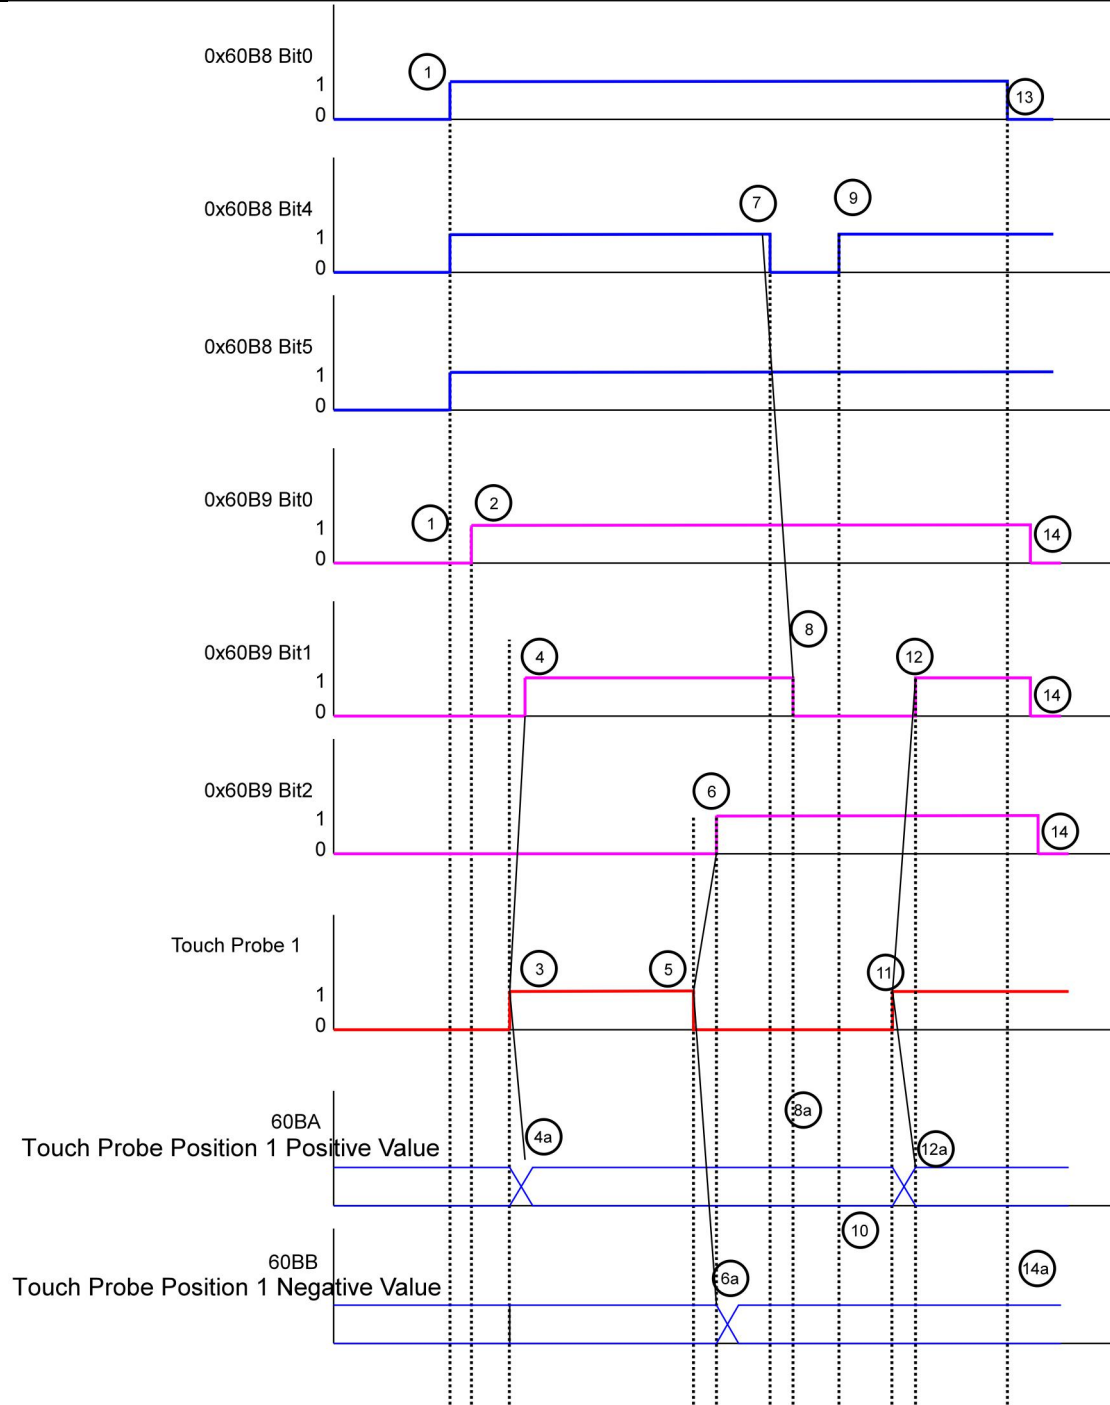 0x60B8 Bit0
1
13
1
0
0x60B8 Bit4
7
9
1
0
0x60B8 Bit5
1
0
0x60B9 Bit0
1
2
14
1
0
0x60B9 Bit1
4
8
12
14
1
0
0x60B9 Bit2
6
14
1
0
Touch Probe 1
3
5
11
1
0
60BA
Touch Probe Position 1 Positive Value
4a
8a
12a
10
60BB
Touch Probe Position 1 Negative Value
6a
14a